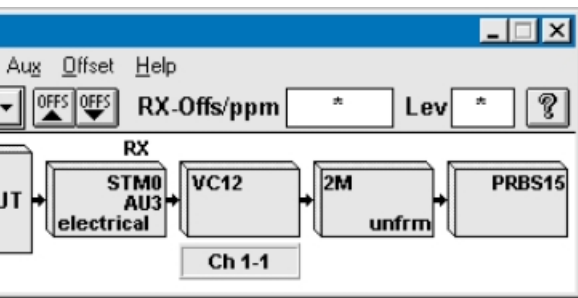 Aux Offset Help
OFFS OFFS RX-Offs/ppm * Lev * ?
RX
UT STM0 VC12 2M PRBS15
AU3
electrical unfrm
Ch 1-1